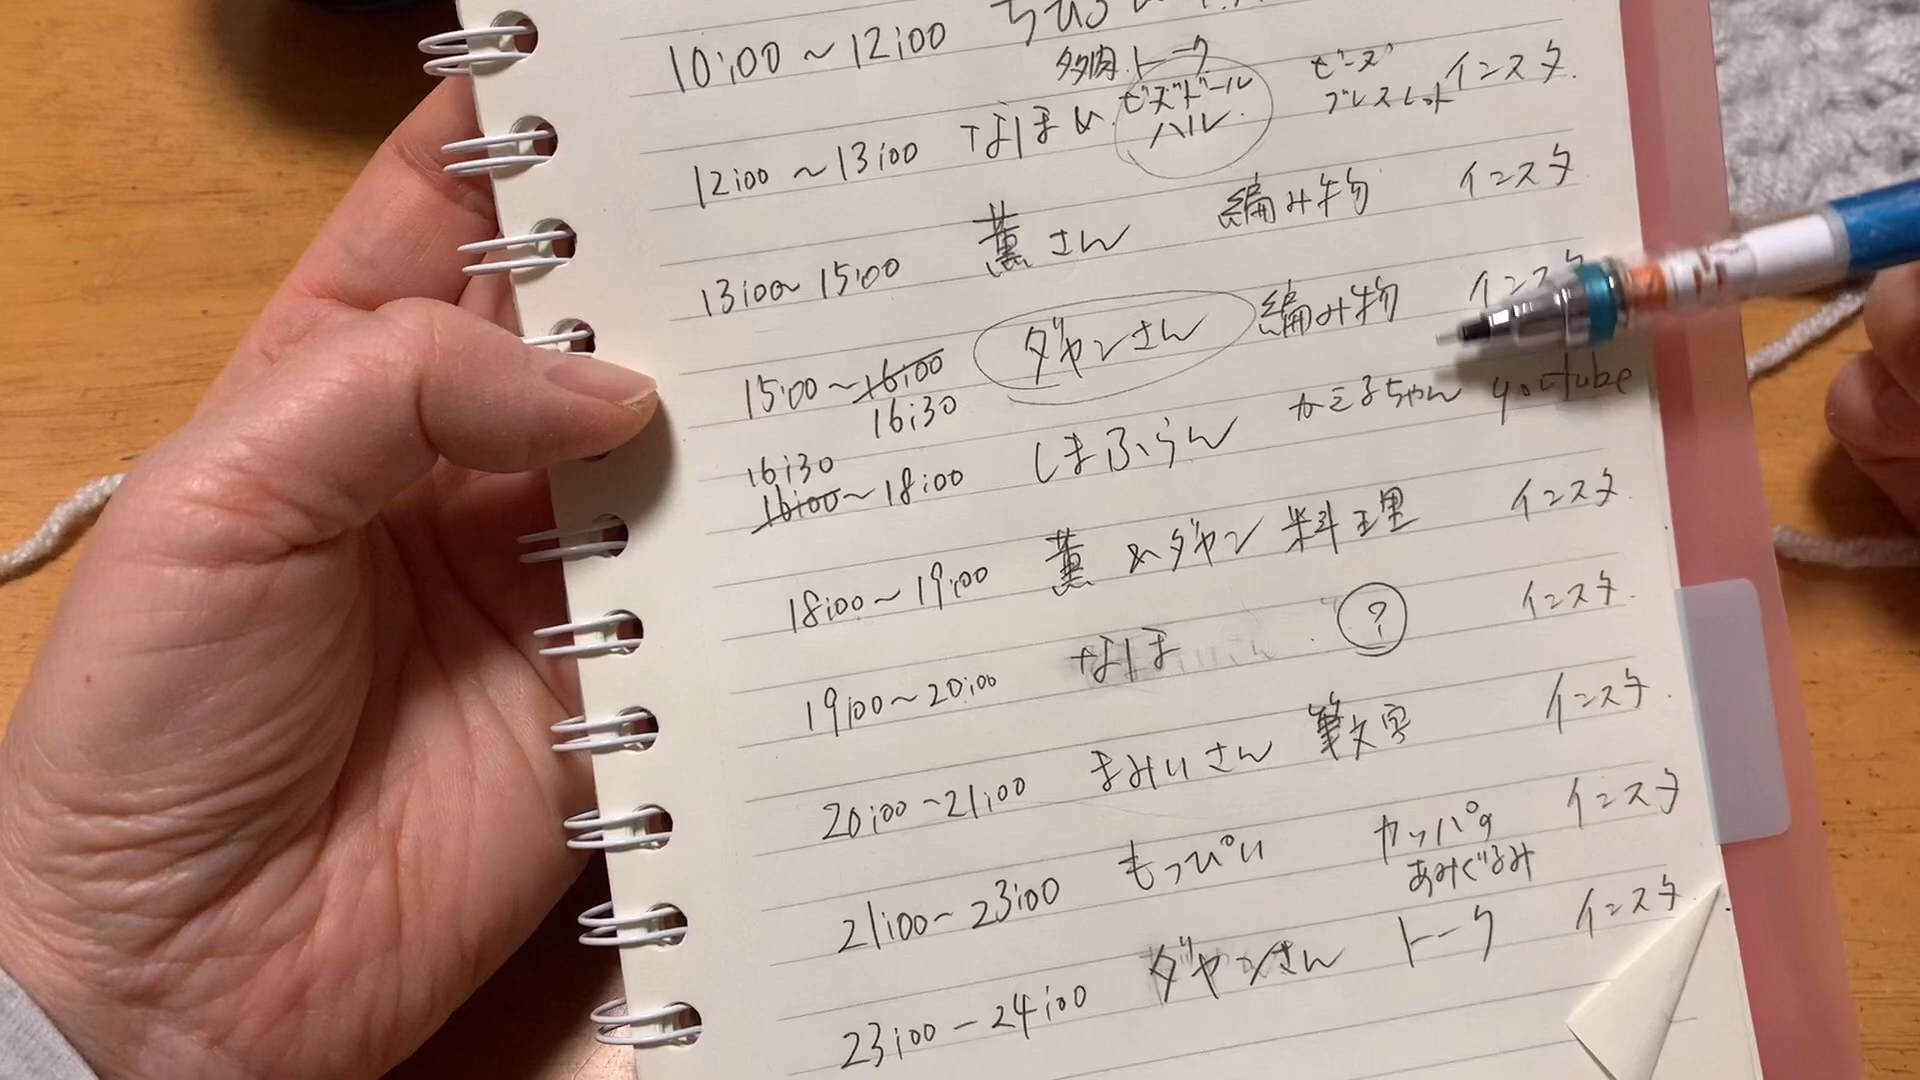 10:00～12:00 ちひろ
多肉トーク
12:00～13:00 なほ& ビーズドール ハル ビーズ ブレスレット インスタ
13:00～15:00 薫さん 編み物 インスタ
15:00～16:00 ダヤンさん 編み物 インスタ
16:30
16:30
16:00～18:00 しまふらん かえるちゃん youtube
18:00～19:00 薫&ダヤン 料理 インスタ
19:00～20:00 なほ ? インスタ
20:00～21:00 まみぃさん 筆文字 インスタ
21:00～23:00 もっぴぃ カッパの あみぐるみ インスタ
23:00－24:00 ダヤンさん トーク インスタ